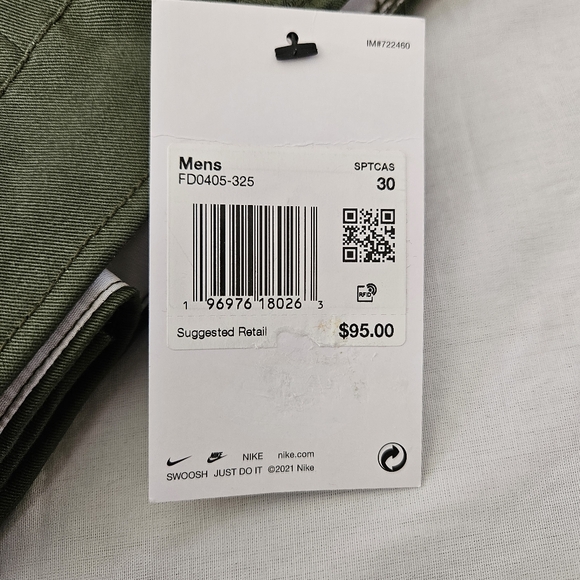 IM#722460
Mens SPTCAS
FD0405-325 30
RFID
1 96976 18026 3
Suggested Retail $95.00
NIKE nike.com
SWOOSH JUST DO IT ©2021 Nike